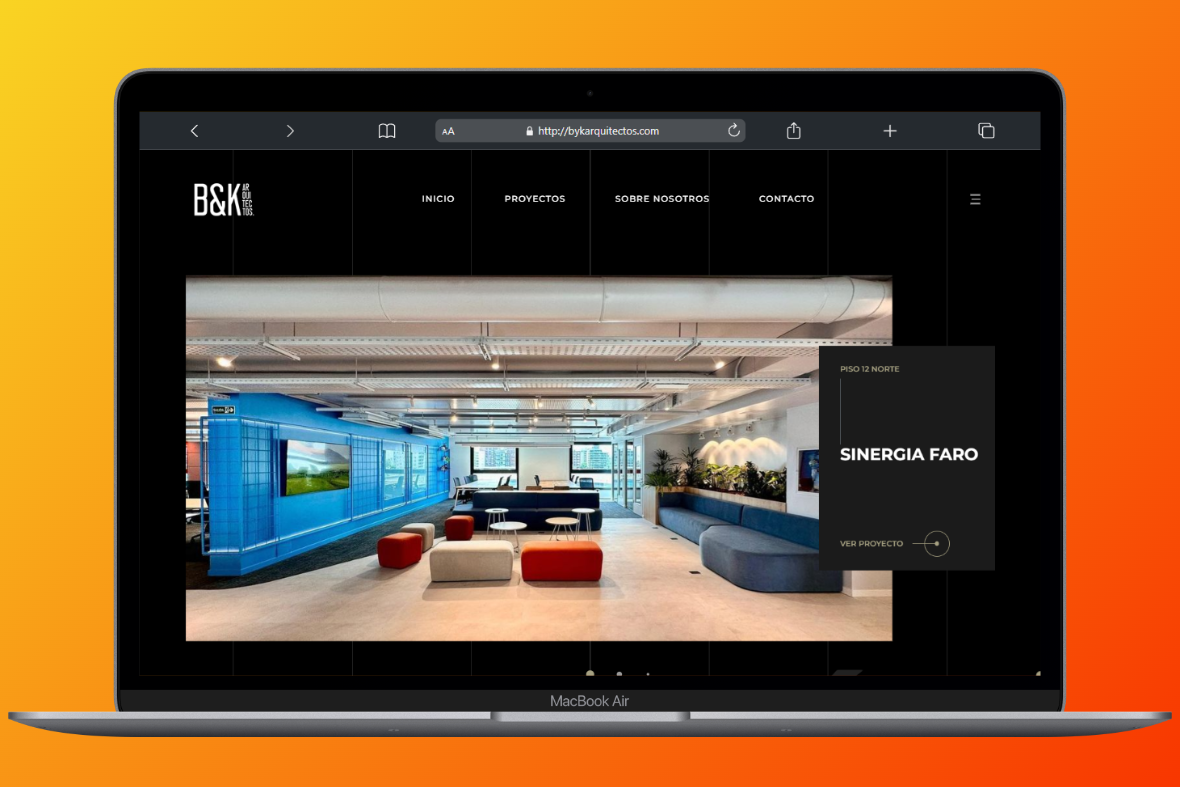 AA http://bykarquitectos.com
B&K AR
QUI
TEC
TOS.
INICIO PROYECTOS SOBRE NOSOTROS CONTACTO
PISO 12 NORTE
SINERGIA FARO
VER PROYECTO
MacBook Air